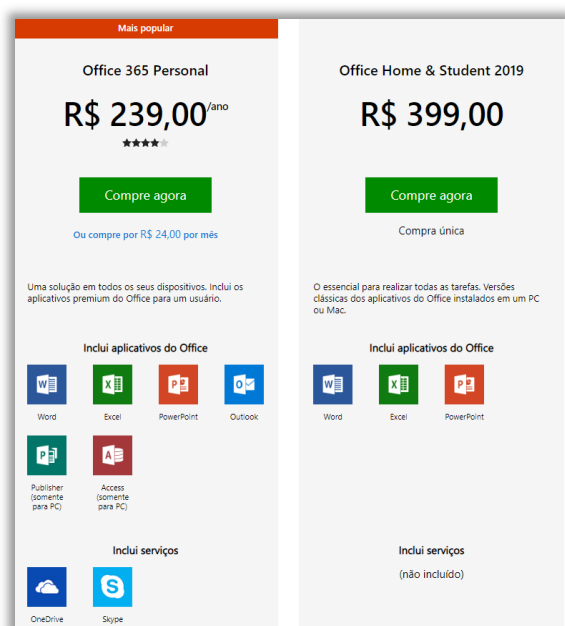 Mais popular
Office 365 Personal
R$ 239,00/ano
Compre agora
Ou compre por R$ 24,00 por mês
Uma solução em todos os seus dispositivos. Inclui os
aplicativos premium do Office para um usuário.
Inclui aplicativos do Office
Word
Excel
PowerPoint
Outlook
Publisher
(somente
para PC)
Access
(somente
para PC)
Inclui serviços
OneDrive
Skype
Office Home & Student 2019
R$ 399,00
Compre agora
Compra única
O essencial para realizar todas as tarefas. Versões
clássicas dos aplicativos do Office instalados em um PC
ou Mac.
Inclui aplicativos do Office
Word
Excel
PowerPoint
Inclui serviços
(não incluído)